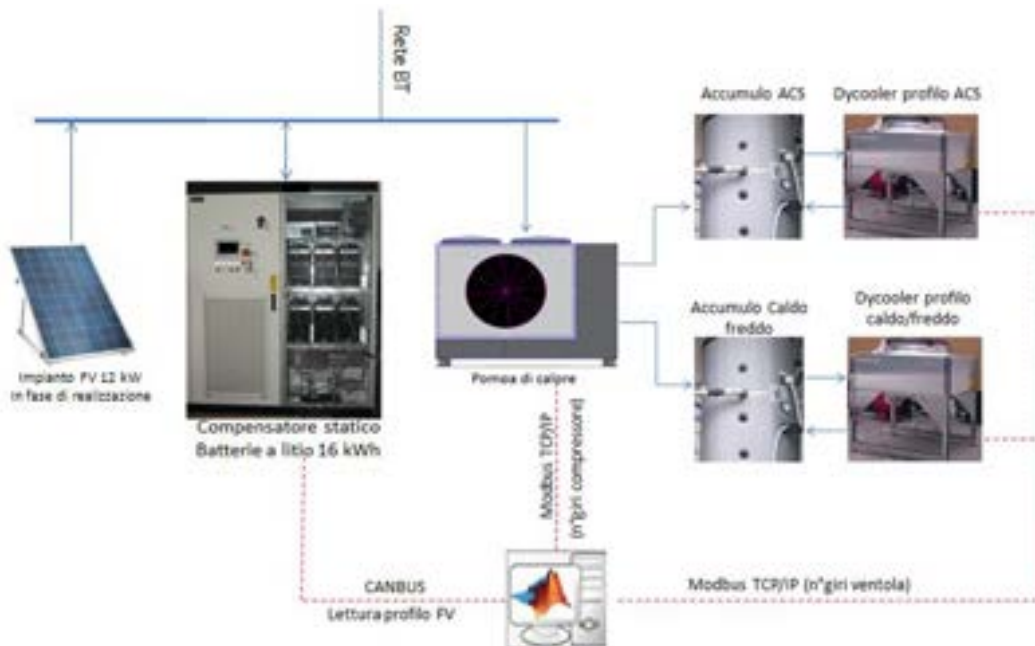 Rete BT
Accumulo ACS
Dycooler profilo ACS
Impianto FV 12 kW
in fase di realizzazione
Compensatore statico
Batterie a litio 16 kWh
Pompa di calore
Accumulo Caldo
freddo
Dycooler profilo
caldo/freddo
Modbus TCP/IP
(n°giri compressore)
CANBUS
Lettura profilo FV
Modbus TCP/IP (n°giri ventola)